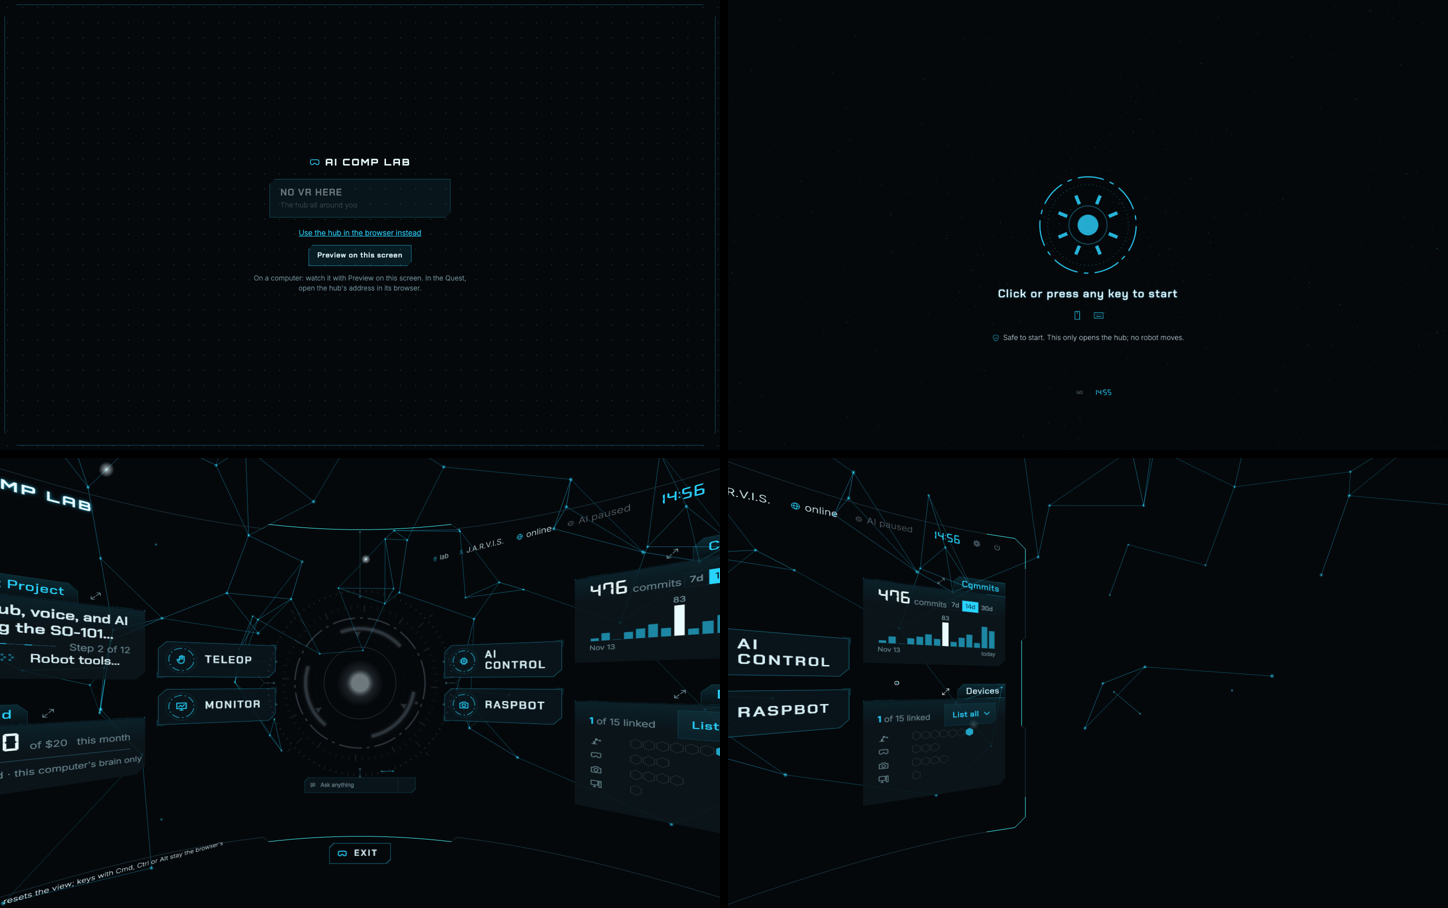 AI COMP LAB
NO VR HERE
The hub all around you
Use the hub in the browser instead
Preview on this screen
On a computer: watch it with Preview on this screen. In the Quest,
open the hub's address in its browser.
Click or press any key to start
Safe to start. This only opens the hub; no robot moves.
14:55
MP LAB
14:56
AI paused
online
J.A.R.V.I.S.
lab
Project
ub, voice, and AI
g the SO-101...
Step 2 of 12
Robot tools...
d
0 of $20 this month
d · this computer's brain only
TELEOP
MONITOR
AI
CONTROL
RASPBOT
Ask anything
EXIT
C
476 commits 7d 1
83
Nov 13
1 of 15 linked
List
resets the view; keys with Cmd, Ctrl or Alt stay the browser's
R.V.I.S.
online
AI paused
14:56
Commits
476 commits 7d 14d 30d
83
Nov 13
today
AI
CONTROL
RASPBOT
Devices
1 of 15 linked
List all